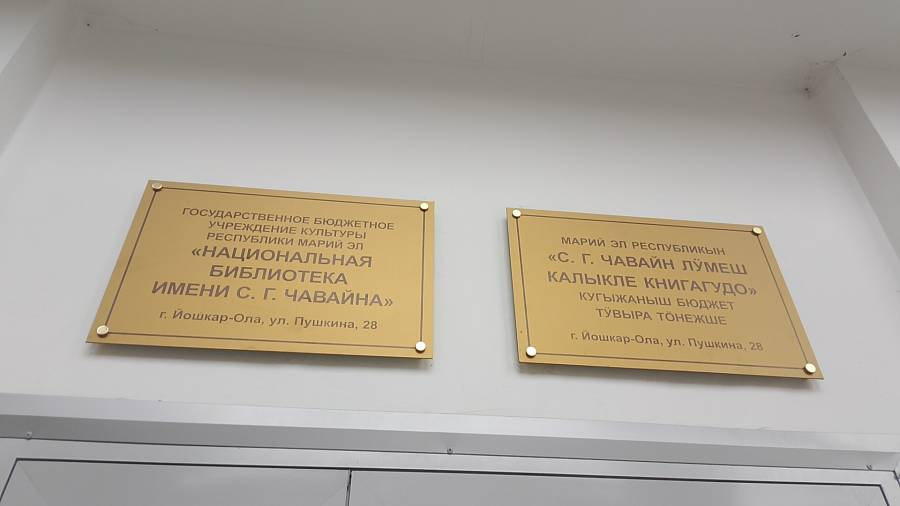 ГОСУДАРСТВЕННОЕ БЮДЖЕТНОЕ
УЧРЕЖДЕНИЕ КУЛЬТУРЫ
РЕСПУБЛИКИ МАРИЙ ЭЛ
«НАЦИОНАЛЬНАЯ
БИБЛИОТЕКА
ИМЕНИ С. Г. ЧАВАЙНА»
г. Йошкар-Ола, ул. Пушкина, 28
МАРИЙ ЭЛ РЕСПУБЛИКЫН
«С. Г. ЧАВАЙН ЛӰМЕШ
КАЛЫКЛЕ КНИГАГУДО»
КУГЫЖАНЫШ БЮДЖЕТ
ТӰВЫРА ТӦНЕЖШЕ
г. Йошкар-Ола, ул. Пушкина, 28